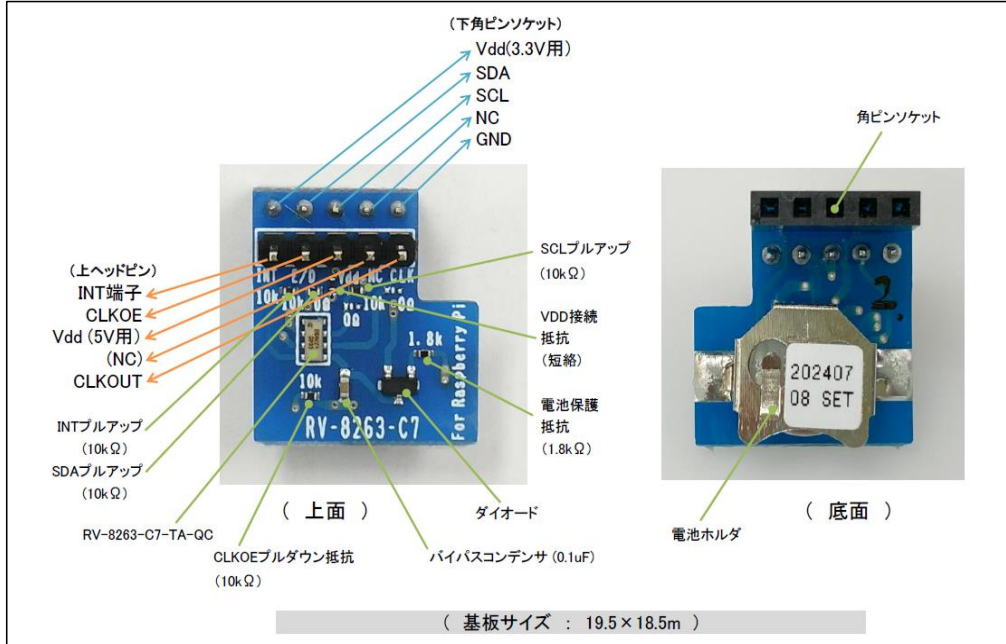 (下角ピンソケット)
Vdd(3.3V用)
SDA
SCL
NC
GND
角ピンソケット
(上ヘッドピン)
INT端子
CLKOE
Vdd (5V用)
(NC)
CLKOUT
INT E/D Vdd NC CLK
10k 10k 0Ω
0Ω
1.8k
10k
RV-8263-C7
For Raspberry Pi
SCLプルアップ
(10kΩ)
VDD接続
抵抗
(短絡)
電池保護
抵抗
(1.8kΩ)
INTプルアップ
(10kΩ)
SDAプルアップ
(10kΩ)
RV-8263-C7-TA-QC
CLKOEプルダウン抵抗
(10kΩ)
バイパスコンデンサ (0.1uF)
ダイオード
( 上面 )
2
202407
08 SET
( 底面 )
電池ホルダ
( 基板サイズ : 19.5×18.5m )